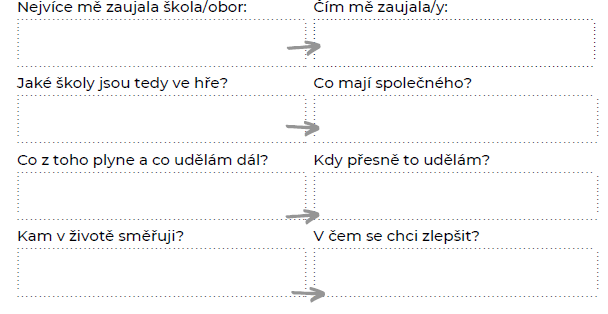 Nejvíce mě zaujala škola/obor:
Čím mě zaujala/y:
Jaké školy jsou tedy ve hře?
Co mají společného?
Co z toho plyne a co udělám dál?
Kdy přesně to udělám?
Kam v životě směřuji?
V čem se chci zlepšit?